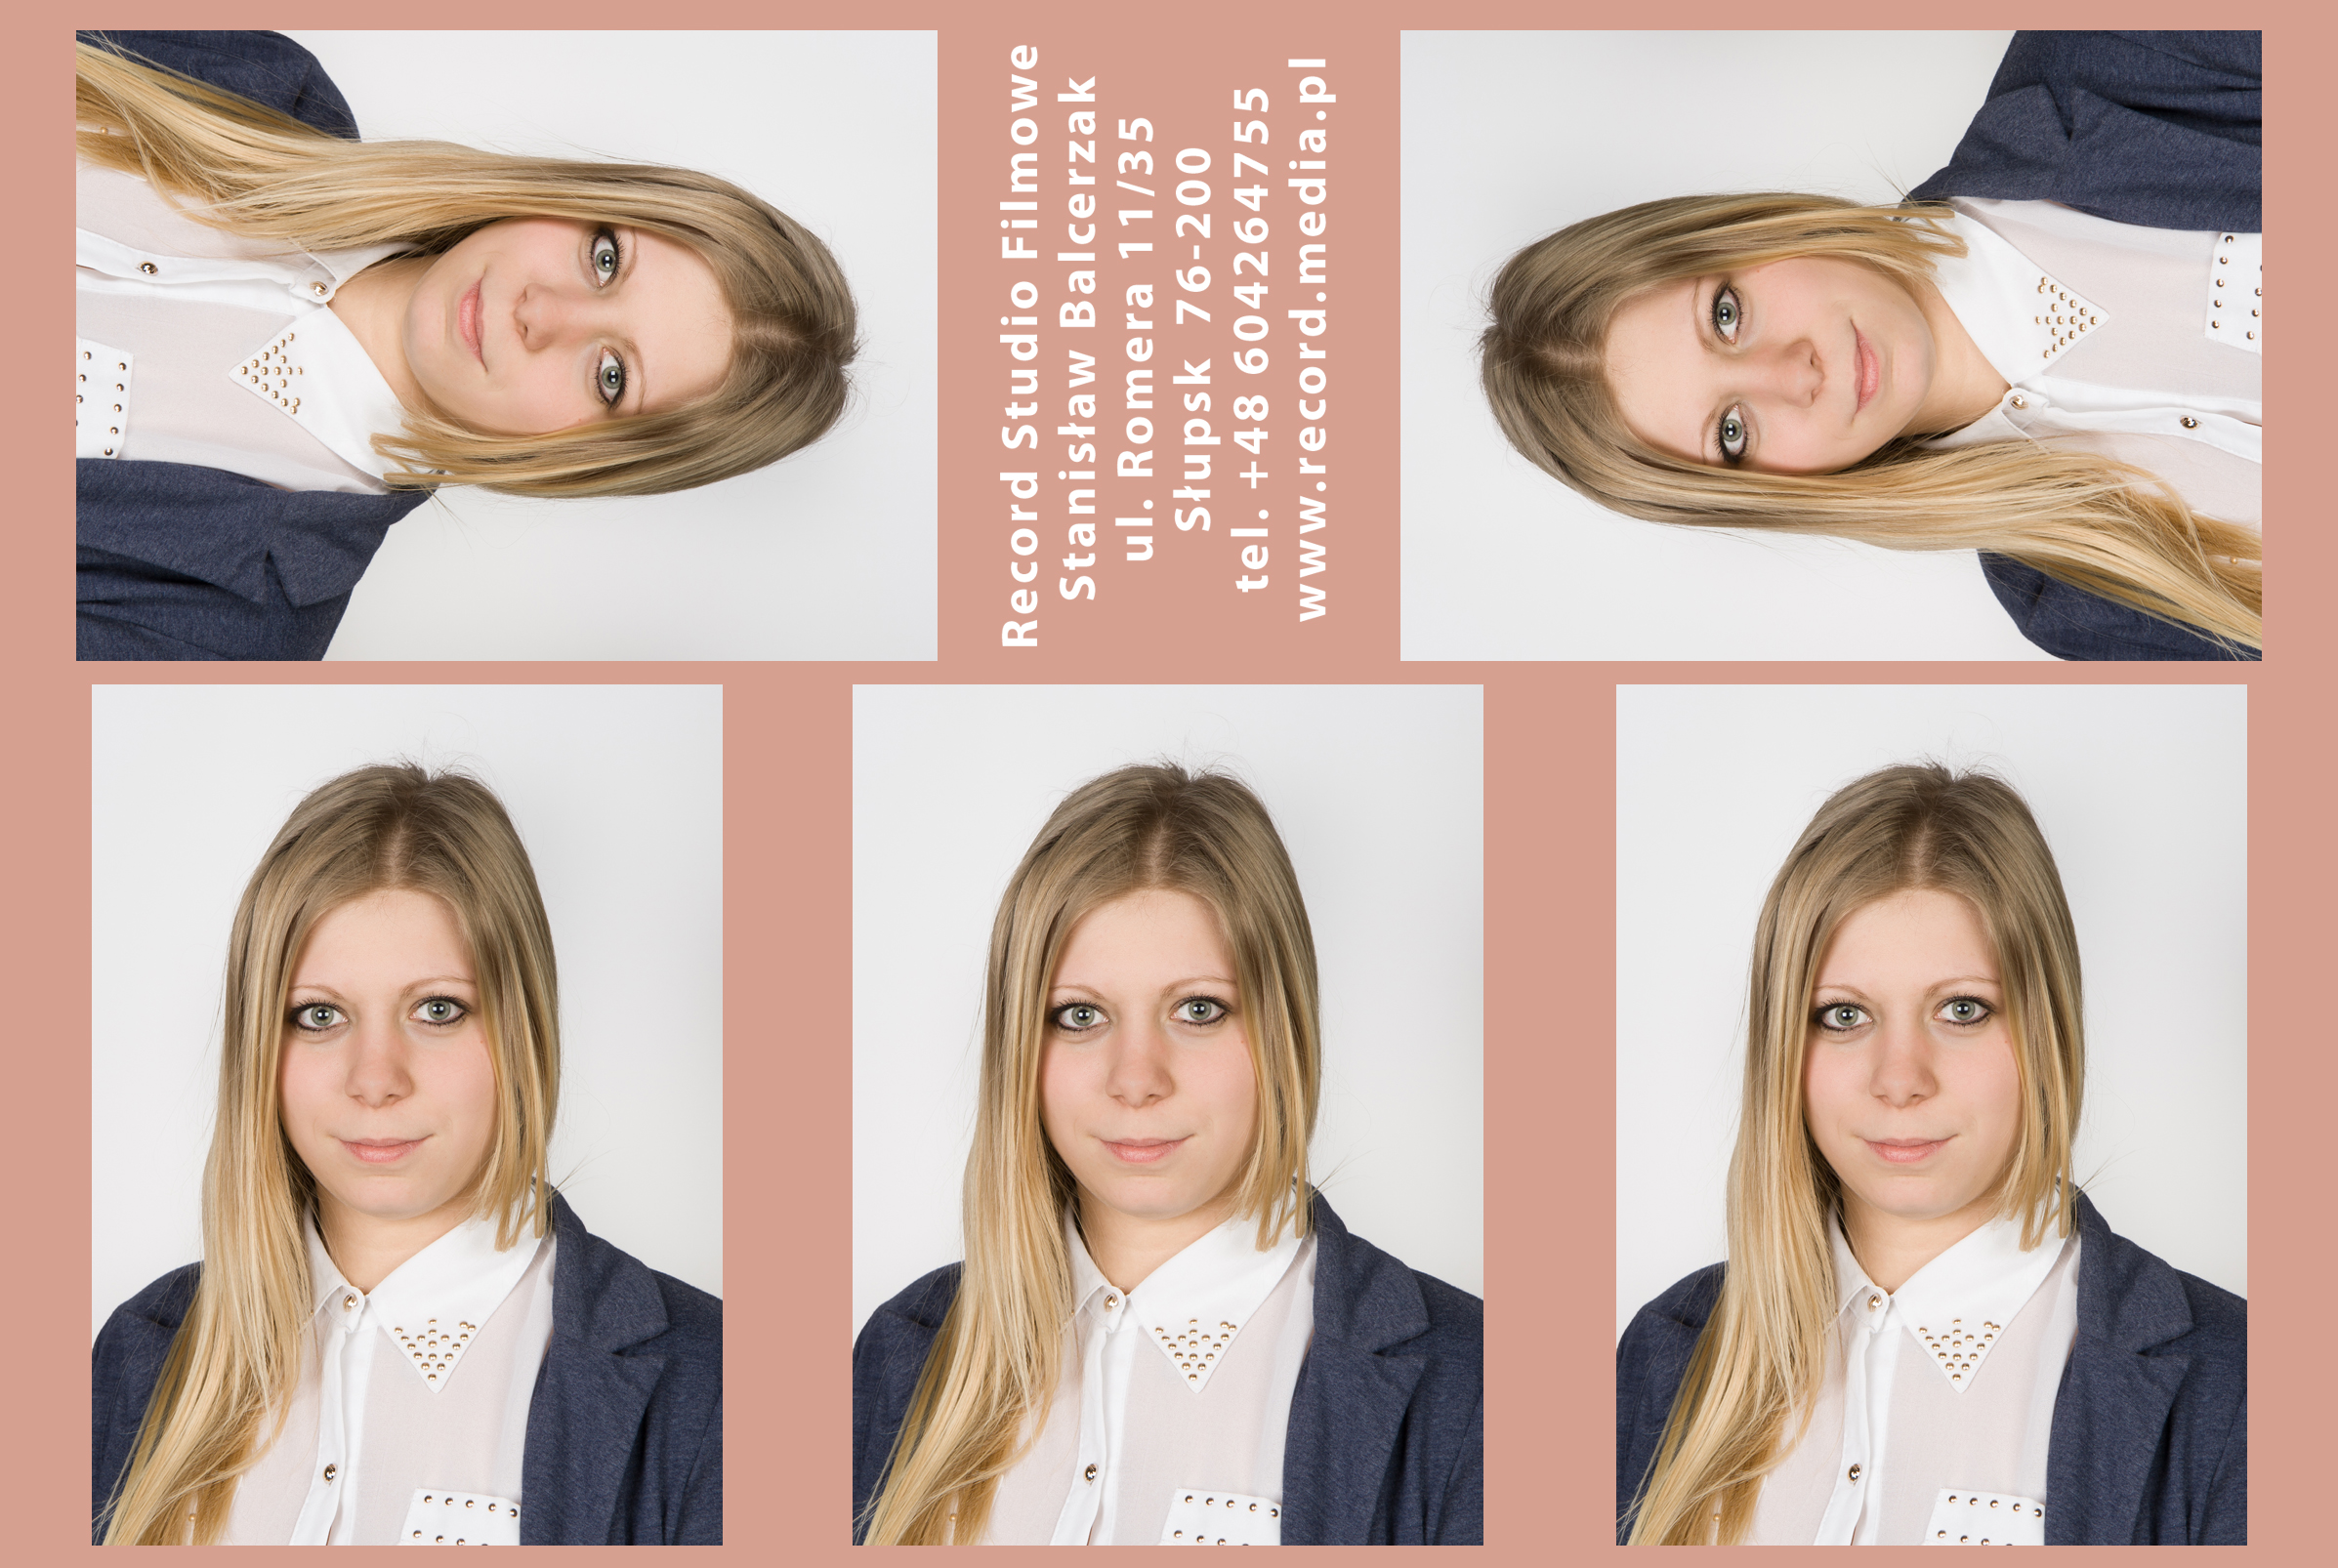 Record Studio Filmowe
Stanisław Balcerzak
ul. Romera 11/35
Słupsk 76-200
tel. +48 604264755
www.record.media.pl